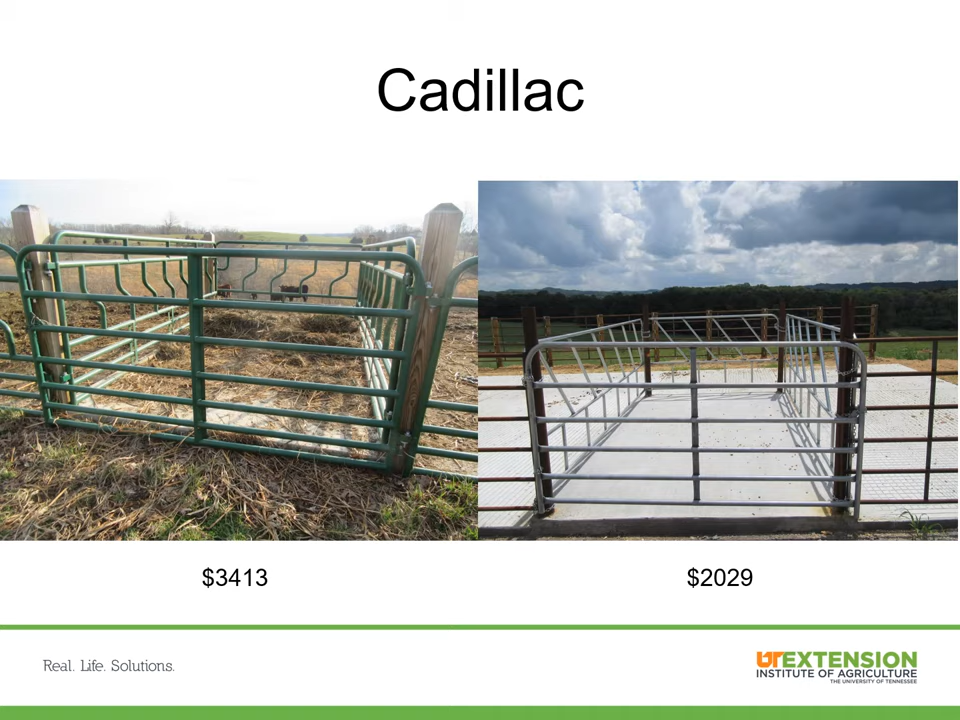 Cadillac
$3413
$2029
Real. Life. Solutions.
UTEXTENSION
INSTITUTE OF AGRICULTURE
THE UNIVERSITY OF TENNESSEE